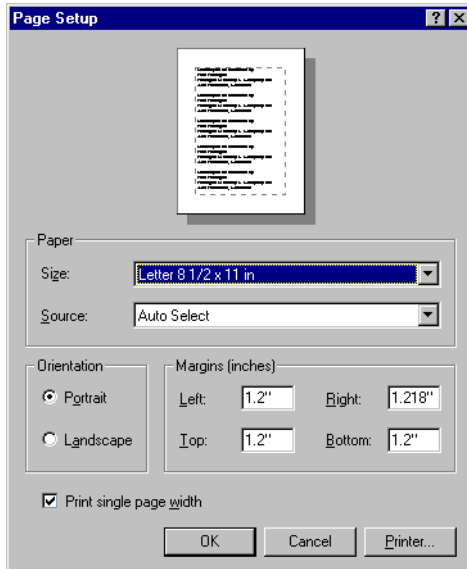 Page Setup
Paper
Size: Letter 8 1/2 x 11 in
Source: Auto Select
Orientation
Portrait
Landscape
Margins (inches)
Left: 1.2" Right: 1.218"
Top: 1.2" Bottom: 1.2"
Print single page width
OK Cancel Printer...